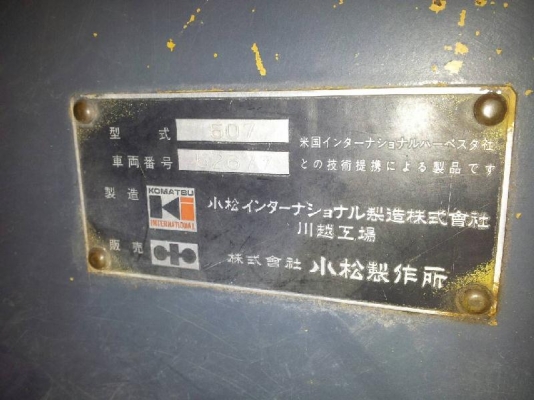 型式 507
米国インターナショナルハーベスタ社
との技術提携による製品です
車両番号
製造 KOMATSU INTERNATIONAL
小松インターナショナル製造株式會社
川越工場
販売
株式會社 小松製作所